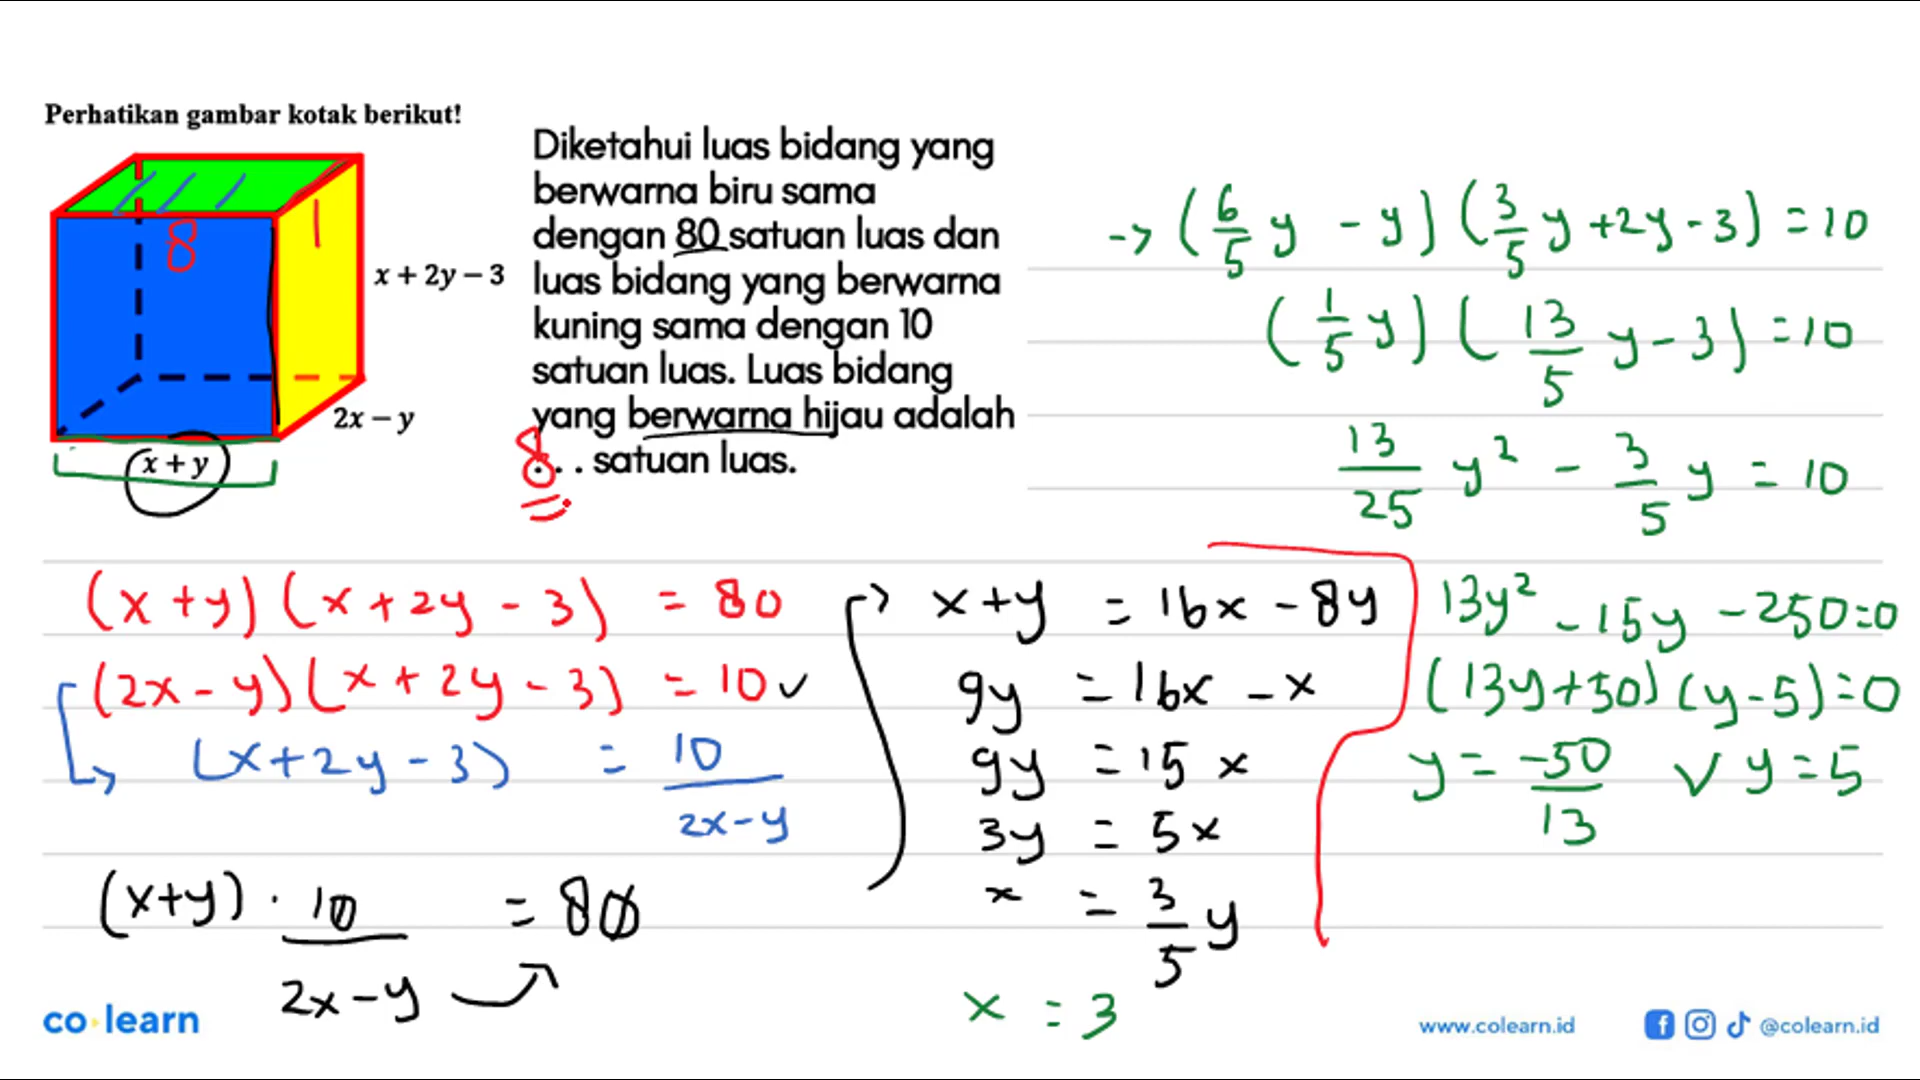 Perhatikan gambar kotak berikut!
8
1
x + 2y − 3
2x − y
x + y
Diketahui luas bidang yang
berwarna biru sama
dengan 80 satuan luas dan
luas bidang yang berwarna
kuning sama dengan 10
satuan luas. Luas bidang
yang berwarna hijau adalah
. . . satuan luas.
8
(x+y)(x+2y-3) = 80
(2x-y)(x+2y-3) = 10 ✓
→ (x+2y-3) = 10/(2x-y)
(x+y) · 10/(2x-y) = 80
→ x+y = 16x - 8y
9y = 16x - x
9y = 15x
3y = 5x
x = 3/5 y
x = 3
→ (6/5 y - y)(3/5 y + 2y - 3) = 10
(1/5 y)(13/5 y - 3) = 10
13/25 y² - 3/5 y = 10
13y² - 15y - 250 = 0
(13y+50)(y-5) = 0
y = -50/13 ∨ y = 5
co learn
www.colearn.id
@colearn.id